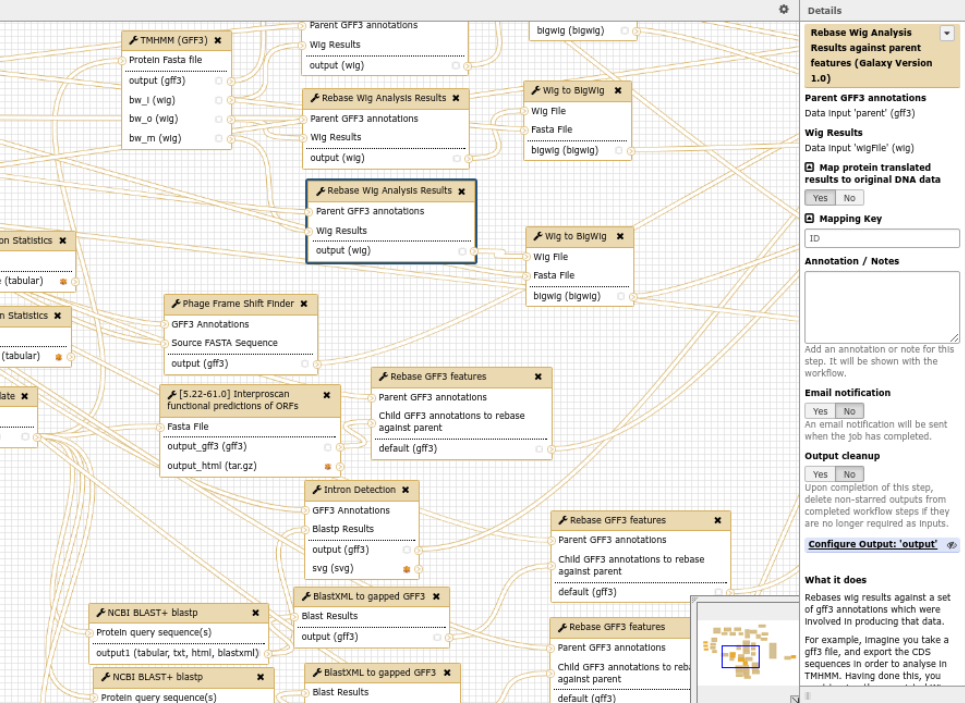 Parent GFF3 annotations
Wig Results
output (wig)
bigwig (bigwig)
TMHMM (GFF3)
Protein Fasta file
output (gff3)
bw_i (wig)
bw_o (wig)
bw_m (wig)
Rebase Wig Analysis Results
Parent GFF3 annotations
Wig Results
output (wig)
Wig to BigWig
Wig File
Fasta File
bigwig (bigwig)
Rebase Wig Analysis Results
Parent GFF3 annotations
Wig Results
output (wig)
Wig to BigWig
Wig File
Fasta File
bigwig (bigwig)
on Statistics
e (tabular)
n Statistics
(tabular)
Phage Frame Shift Finder
GFF3 Annotations
Source FASTA Sequence
output (gff3)
late
[5.22-61.0] Interproscan
functional predictions of ORFs
Fasta File
output_gff3 (gff3)
output_html (tar.gz)
Rebase GFF3 features
Parent GFF3 annotations
Child GFF3 annotations to rebase
against parent
default (gff3)
Intron Detection
GFF3 Annotations
Blastp Results
output (gff3)
svg (svg)
Rebase GFF3 features
Parent GFF3 annotations
Child GFF3 annotations to rebase
against parent
default (gff3)
NCBI BLAST+ blastp
Protein query sequence(s)
output1 (tabular, txt, html, blastxml)
BlastXML to gapped GFF3
Blast Results
output (gff3)
Rebase GFF3 features
Parent GFF3 annotations
Child GFF3 annotations to reba
against parent
default (gff3)
NCBI BLAST+ blastp
Protein query sequence(s)
BlastXML to gapped GFF3
Blast Results
Details
Rebase Wig Analysis
Results against parent
features (Galaxy Version
1.0)
Parent GFF3 annotations
Data input 'parent' (gff3)
Wig Results
Data input 'wigFile' (wig)
Map protein translated
results to original DNA data
Yes No
Mapping Key
ID
Annotation / Notes
Add an annotation or note for this
step. It will be shown with the
workflow.
Email notification
Yes No
An email notification will be sent
when the job has completed.
Output cleanup
Yes No
Upon completion of this step,
delete non-starred outputs from
completed workflow steps if they
are no longer required as inputs.
Configure Output: 'output'
What it does
Rebases wig results against a set
of gff3 annotations which were
involved in producing that data.
For example, imagine you take a
gff3 file, and export the CDS
sequences in order to analyse in
TMHMM. Having done this, you